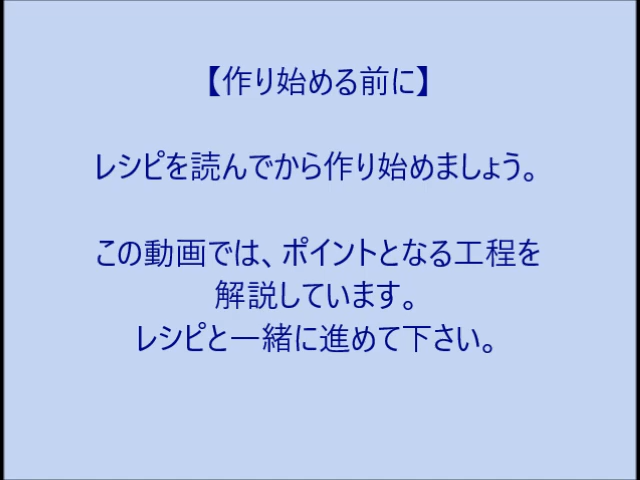 【作り始める前に】
レシピを読んでから作り始めましょう。
この動画では、ポイントとなる工程を
解説しています。
レシピと一緒に進めて下さい。